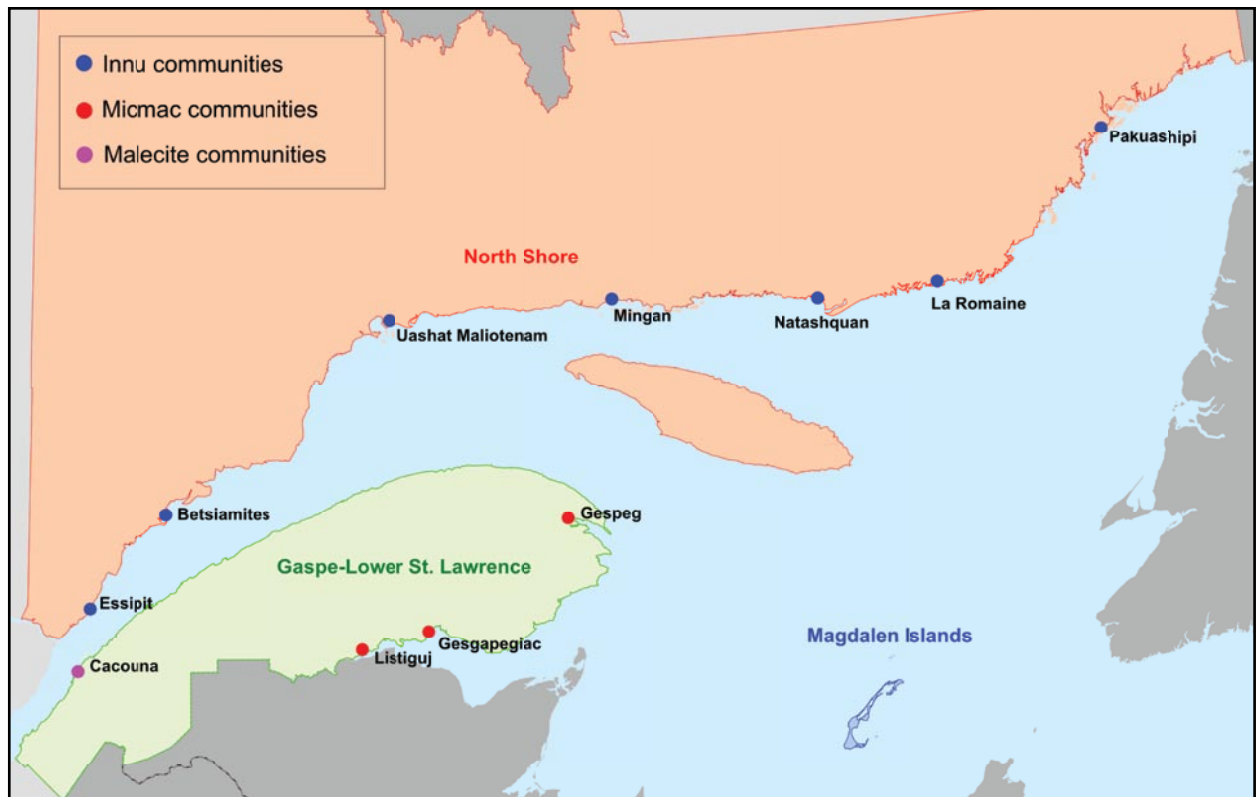 Innu communities
Micmac communities
Malecite communities
Pakuashipi
North Shore
La Romaine
Mingan
Natashquan
Uashat Maliotenam
Betsiamites
Gespeg
Gaspe-Lower St. Lawrence
Essipit
Magdalen Islands
Gesgapegiac
Listiguj
Cacouna